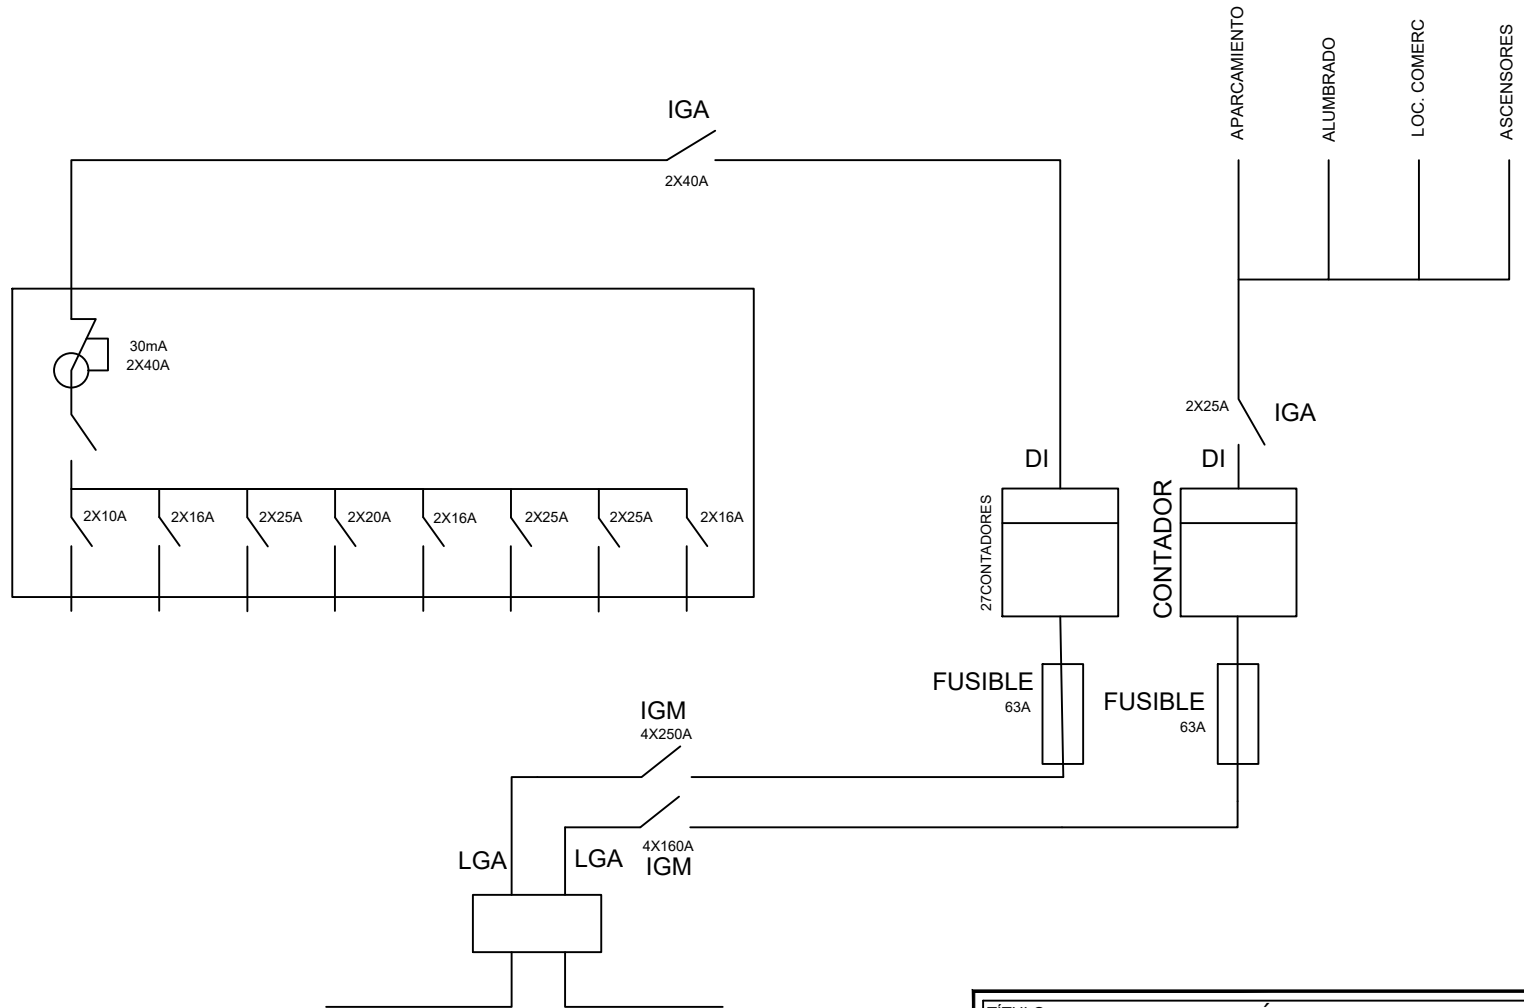 APARCAMIENTO
ALUMBRADO
LOC. COMERC
ASCENSORES
IGA
2X40A
30mA
2X40A
2X25A
IGA
DI
DI
27CONTADORES
CONTADOR
2X10A
2X16A
2X25A
2X20A
2X16A
2X25A
2X25A
2X16A
FUSIBLE
63A
FUSIBLE
63A
IGM
4X250A
4X160A
IGM
LGA
LGA